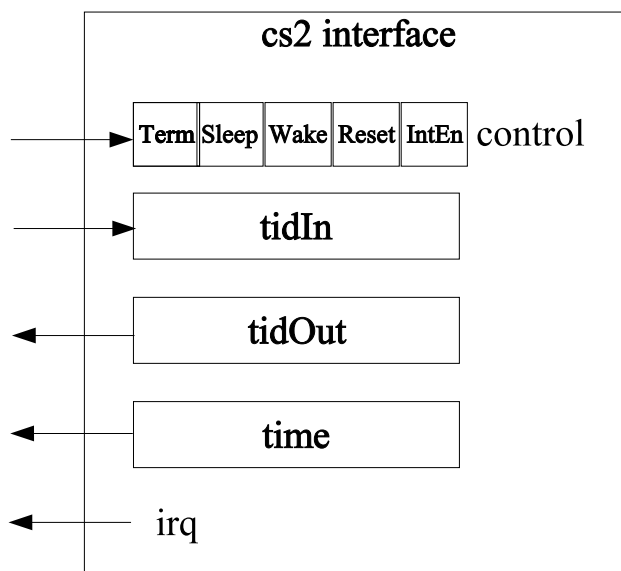 cs2 interface
Term Sleep Wake Reset IntEn control
tidIn
tidOut
time
irq